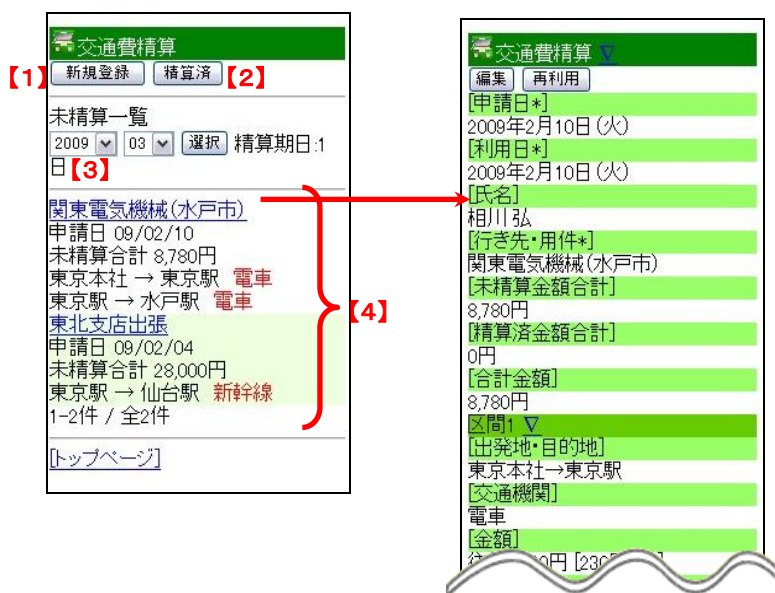 交通費精算
【1】 新規登録 精算済 【2】
未精算一覧
2009 03 選択 精算期日:1
日【3】
関東電気機械(水戸市)
申請日 09/02/10
未精算合計 8,780円
東京本社 → 東京駅 電車
東京駅 → 水戸駅 電車
東北支店出張
申請日 09/02/04
未精算合計 28,000円
東京駅 → 仙台駅 新幹線
1-2件 / 全2件
[トップページ]
【4】
交通費精算 ▽
編集 再利用
[申請日*]
2009年2月10日(火)
[利用日*]
2009年2月10日(火)
[氏名]
相川 弘
[行き先・用件*]
関東電気機械(水戸市)
[未精算金額合計]
8,780円
[精算済金額合計]
0円
[合計金額]
8,780円
区間1 ▽
[出発地・目的地]
東京本社→東京駅
[交通機関]
電車
[金額]
円 [230